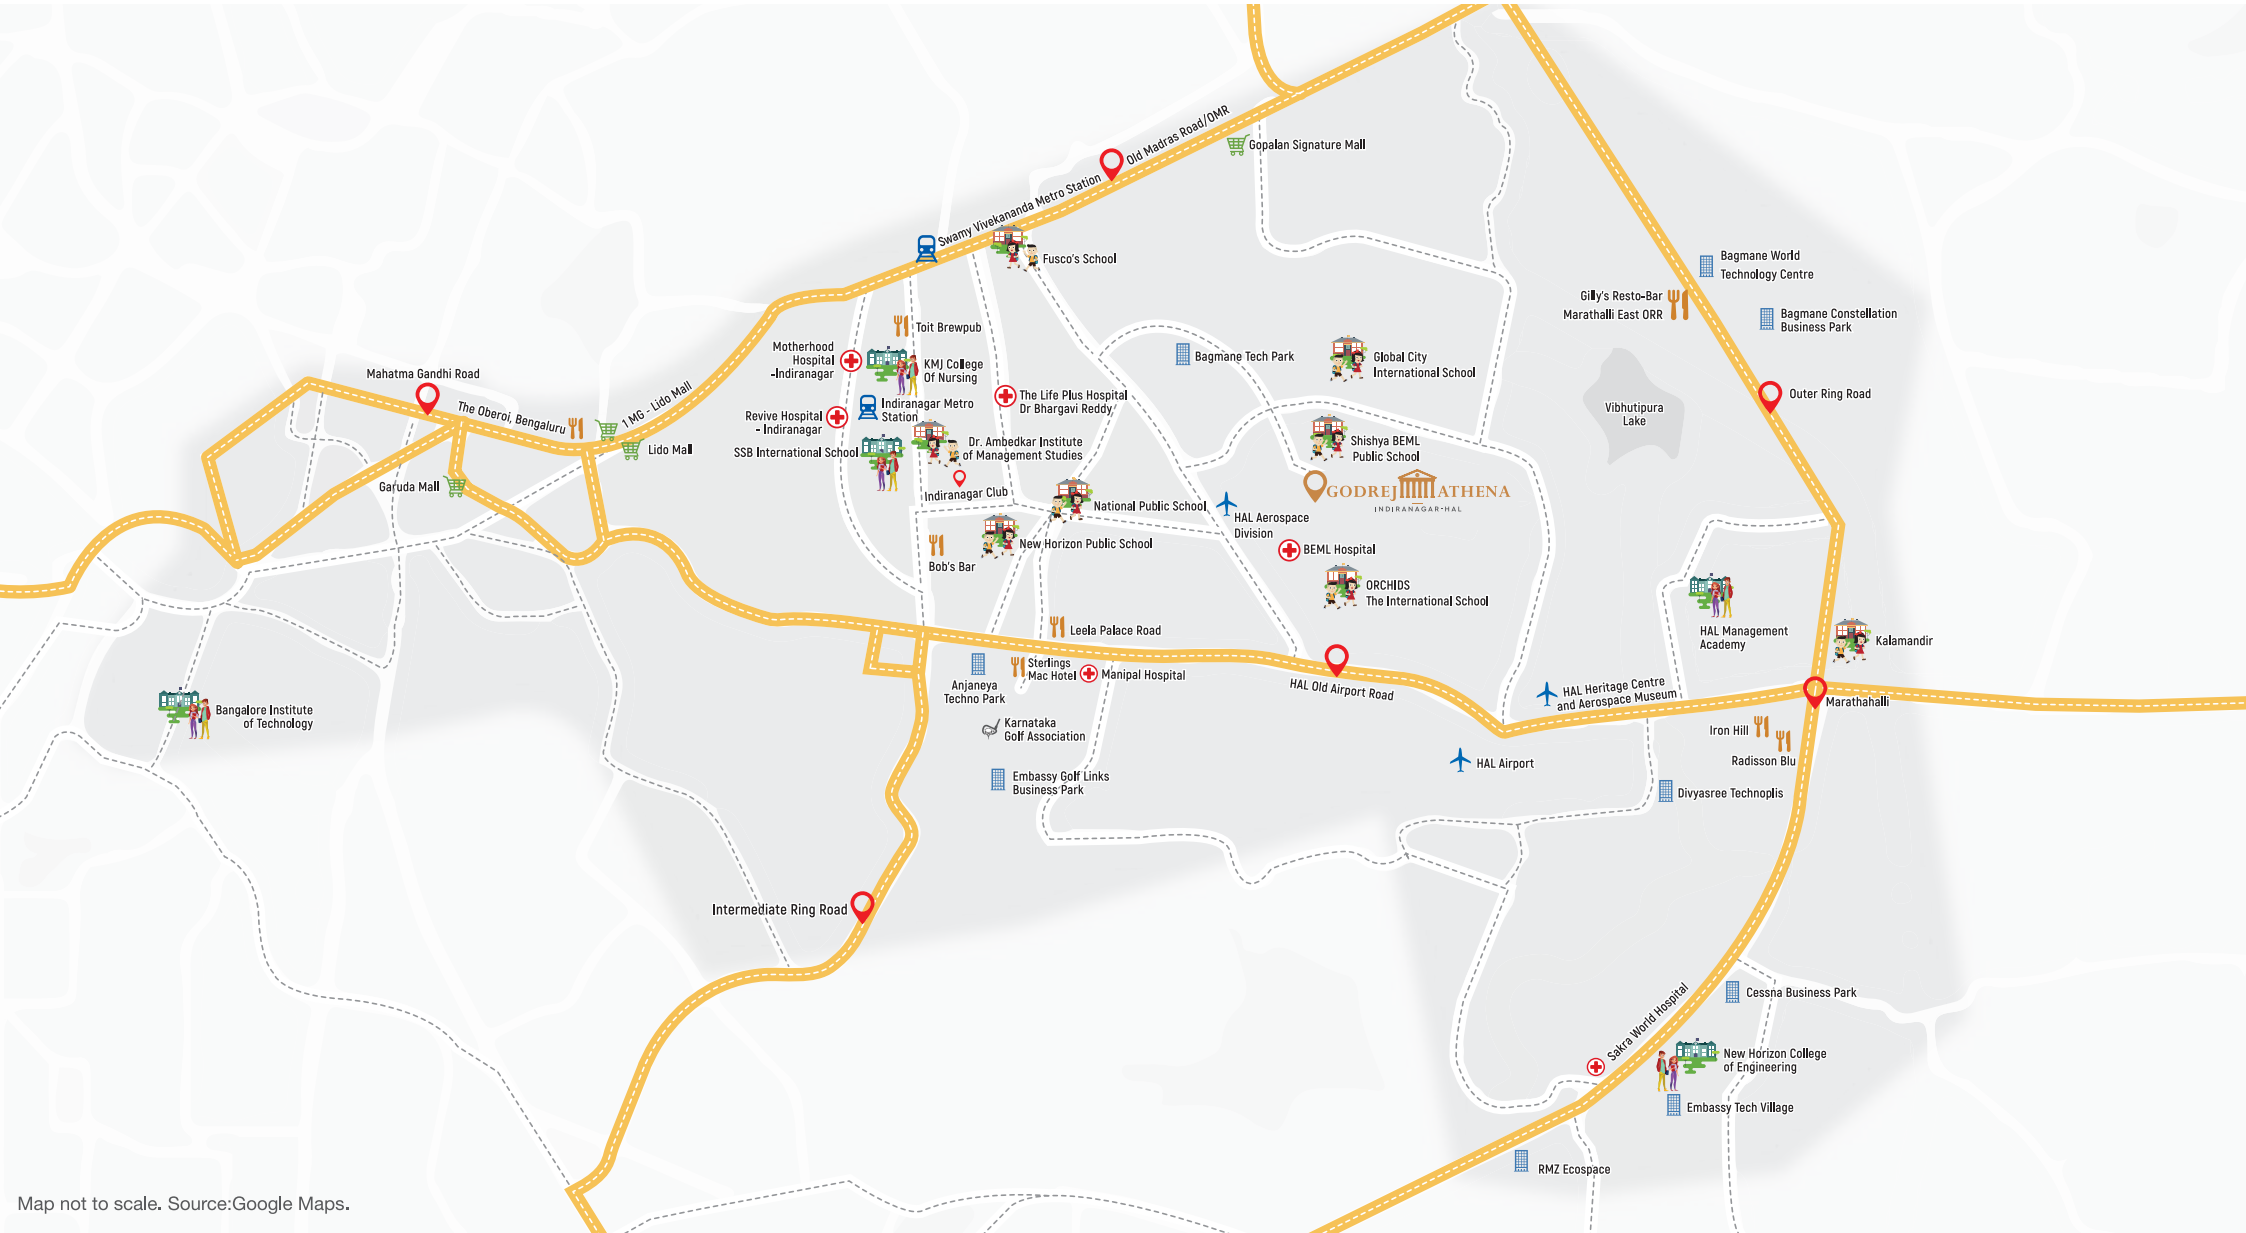 Old Madras Road/OMR
Gopalan Signature Mall
Swamy Vivekananda Metro Station
Fusco's School
Bagmane World
Technology Centre
Gilly's Resto-Bar
Marathalli East ORR
Bagmane Constellation
Business Park
Toit Brewpub
Motherhood
Hospital
-Indiranagar
KMJ College
Of Nursing
Bagmane Tech Park
Global City
International School
Mahatma Gandhi Road
The Oberoi, Bengaluru
1 MG - Lido Mall
Lido Mall
Garuda Mall
Indiranagar Metro
Station
Revive Hospital
- Indiranagar
SSB International School
The Life Plus Hospital
Dr Bhargavi Reddy
Dr. Ambedkar Institute
of Management Studies
Indiranagar Club
Outer Ring Road
Vibhutipura
Lake
Shishya BEML
Public School
GODREJ ATHENA
INDIRANAGAR-HAL
National Public School
HAL Aerospace
Division
New Horizon Public School
Bob's Bar
BEML Hospital
ORCHIDS
The International School
Leela Palace Road
Sterlings
Mac Hotel
Manipal Hospital
Anjaneya
Techno Park
HAL Old Airport Road
HAL Management
Academy
Kalamandir
HAL Heritage Centre
and Aerospace Museum
Marathahalli
Bangalore Institute
of Technology
Karnataka
Golf Association
Iron Hill
Radisson Blu
HAL Airport
Embassy Golf Links
Business Park
Divyasree Technoplis
Intermediate Ring Road
Cessna Business Park
Sakra World Hospital
New Horizon College
of Engineering
Embassy Tech Village
RMZ Ecospace
Map not to scale. Source:Google Maps.